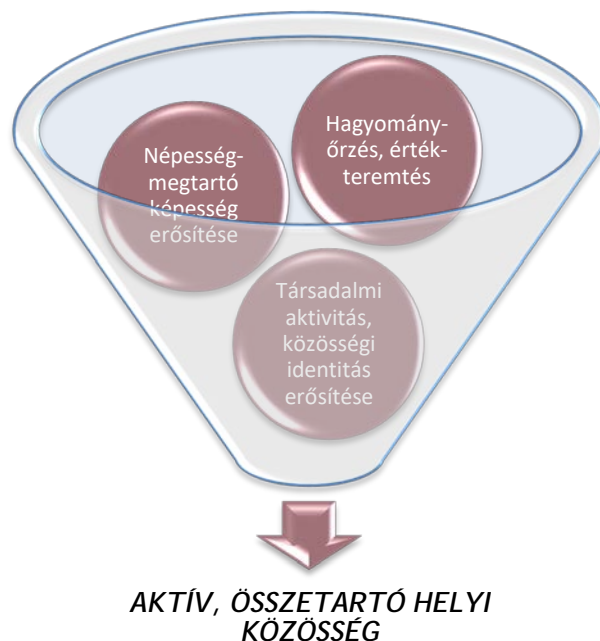 Népesség-
megtartó
képesség
erősítése
Hagyomány-
őrzés, érték-
teremtés
Társadalmi
aktivitás,
közösségi
identitás
erősítése
AKTÍV, ÖSSZETARTÓ HELYI
KÖZÖSSÉG